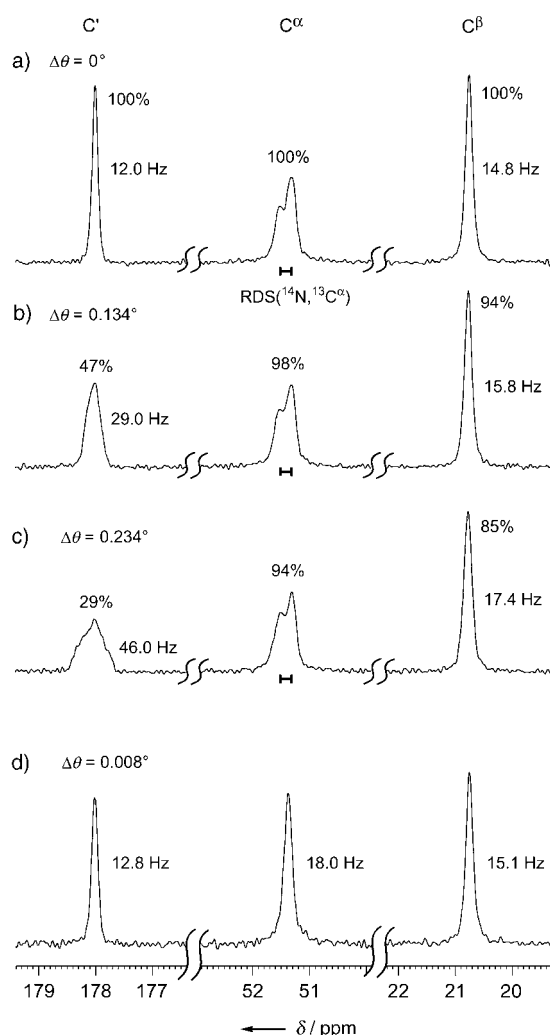 C' Cα Cβ
a) Δθ = 0°
100% 100% 100%
12.0 Hz 14.8 Hz
RDS(¹⁴N,¹³Cα)
b) Δθ = 0.134°
47% 98% 94%
29.0 Hz 15.8 Hz
c) Δθ = 0.234°
29% 94% 85%
46.0 Hz 17.4 Hz
d) Δθ = 0.008°
12.8 Hz 18.0 Hz 15.1 Hz
179 178 177 52 51 22 21 20
δ / ppm